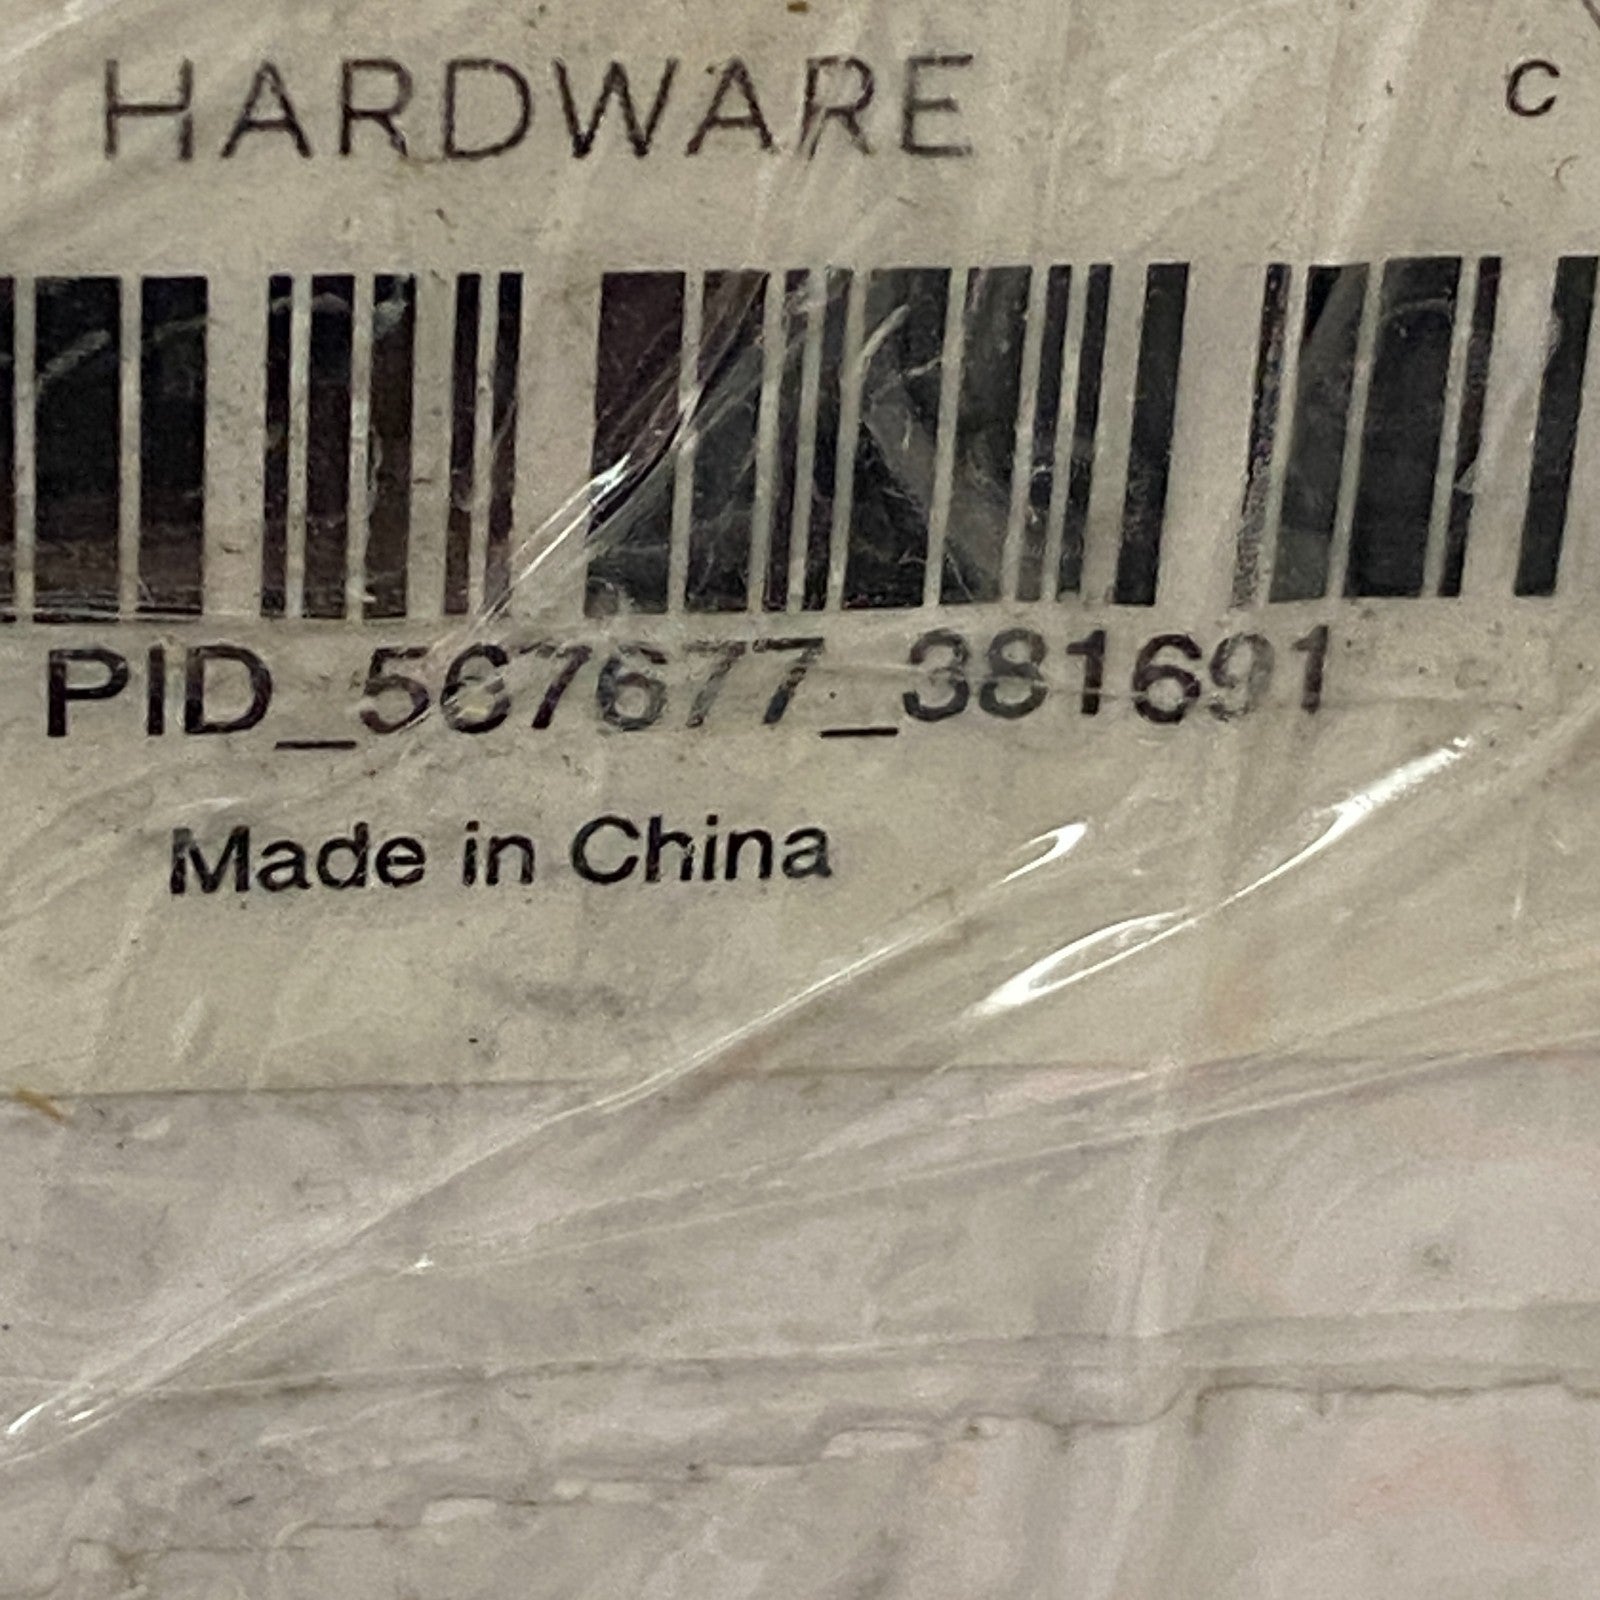 HARDWARE C
PID_567677_381691
Made in China